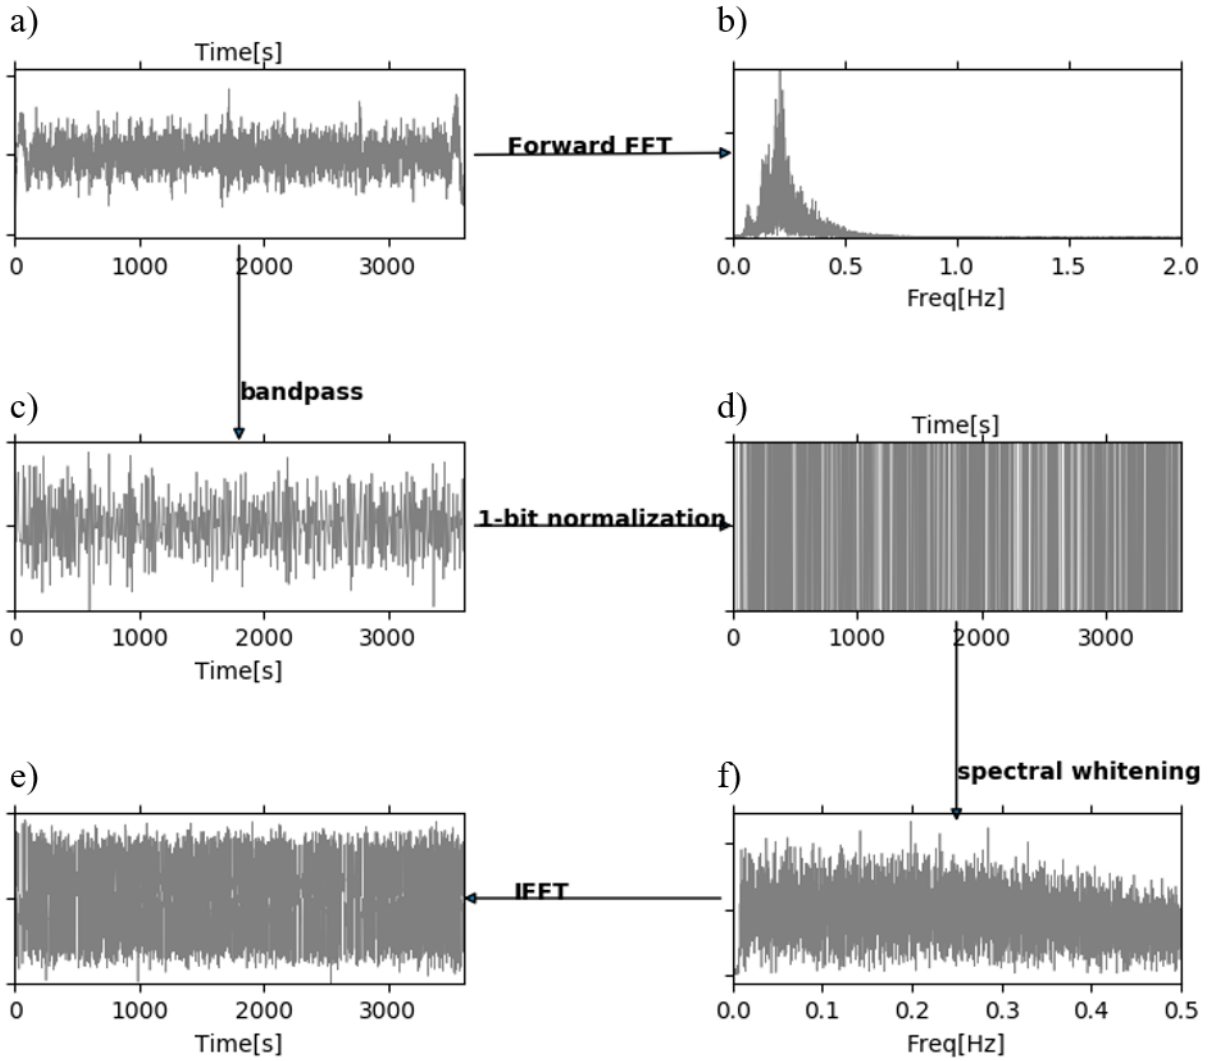 a)
b)
Time[s]
Forward FFT
0 1000 2000 3000
0.0 0.5 1.0 1.5 2.0
Freq[Hz]
bandpass
c)
d)
Time[s]
1-bit normalization
0 1000 2000 3000
Time[s]
0 1000 2000 3000
spectral whitening
e)
f)
IFFT
0 1000 2000 3000
Time[s]
0.0 0.1 0.2 0.3 0.4 0.5
Freq[Hz]